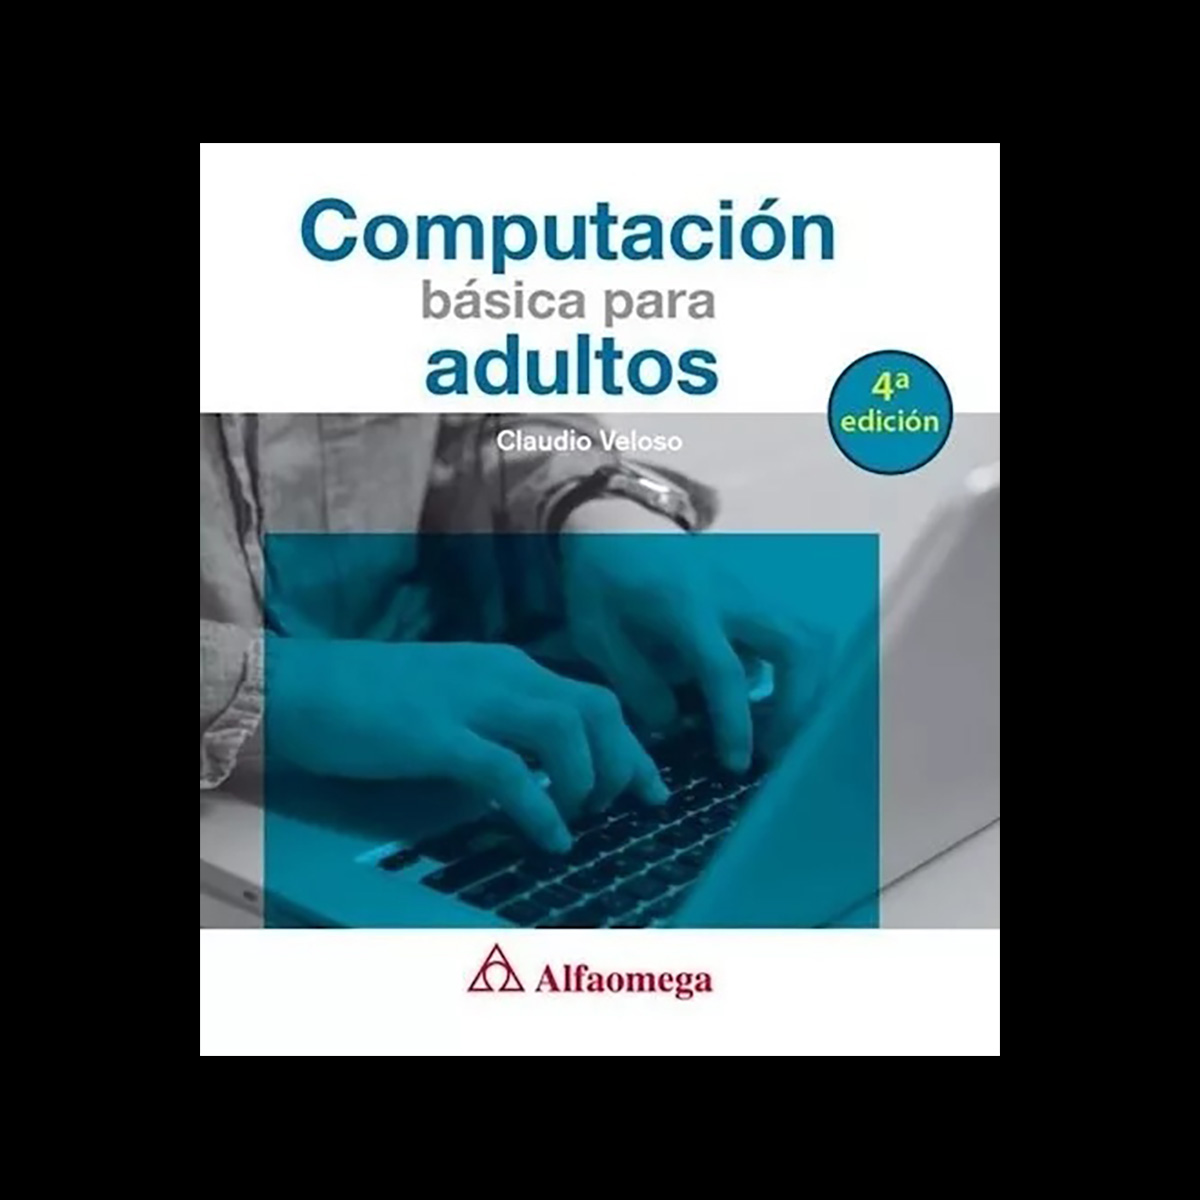 Computación
básica para
adultos
4ª
edición
Claudio Veloso
Alfaomega